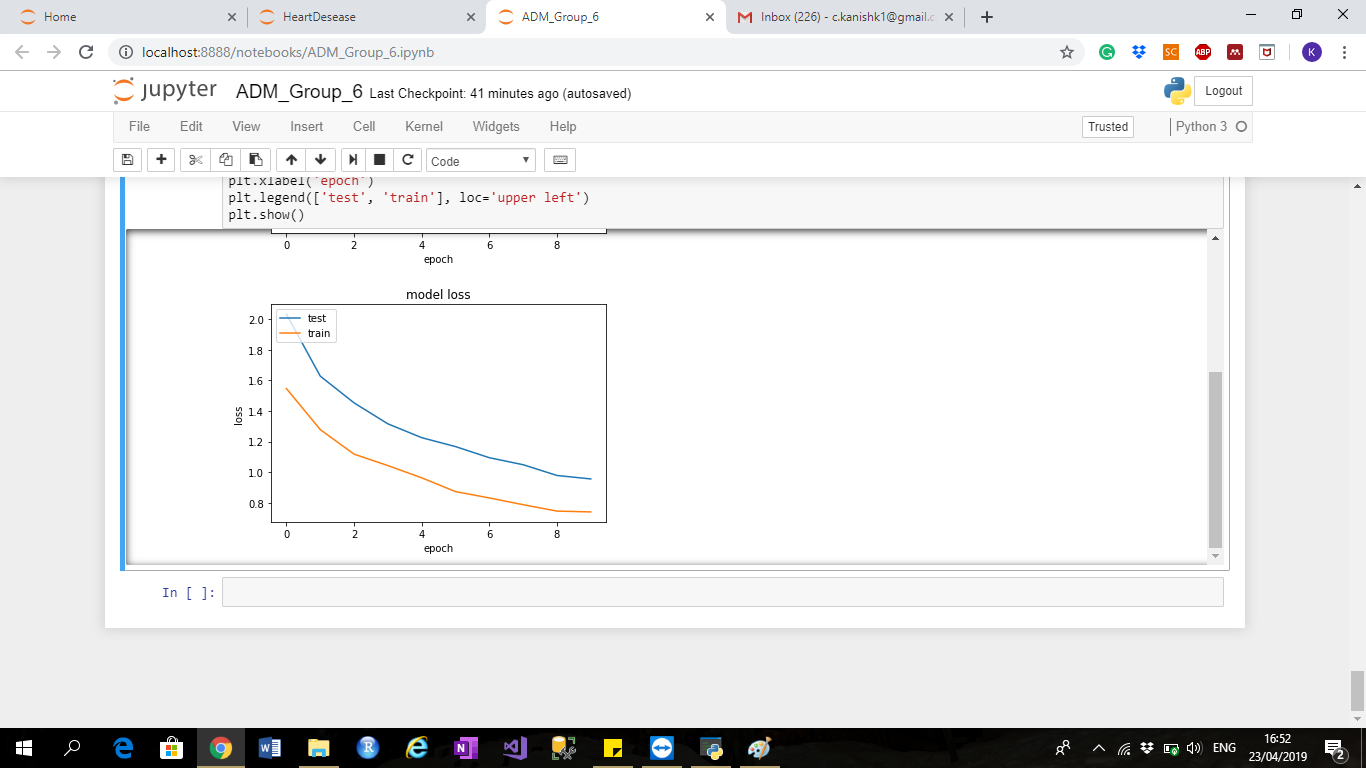 Home
HeartDesease
ADM_Group_6
Inbox (226) - c.kanishk1@gmail.c
localhost:8888/notebooks/ADM_Group_6.ipynb
SC
ABP
K
jupyter ADM_Group_6 Last Checkpoint: 41 minutes ago (autosaved)
Logout
File Edit View Insert Cell Kernel Widgets Help
Trusted
Python 3
Code
plt.xlabel('epoch')
plt.legend(['test', 'train'], loc='upper left')
plt.show()
0 2 4 6 8
epoch
model loss
test
train
2.0
1.8
1.6
1.4
1.2
1.0
0.8
loss
0 2 4 6 8
epoch
In [ ]:
ENG
16:52
23/04/2019
2